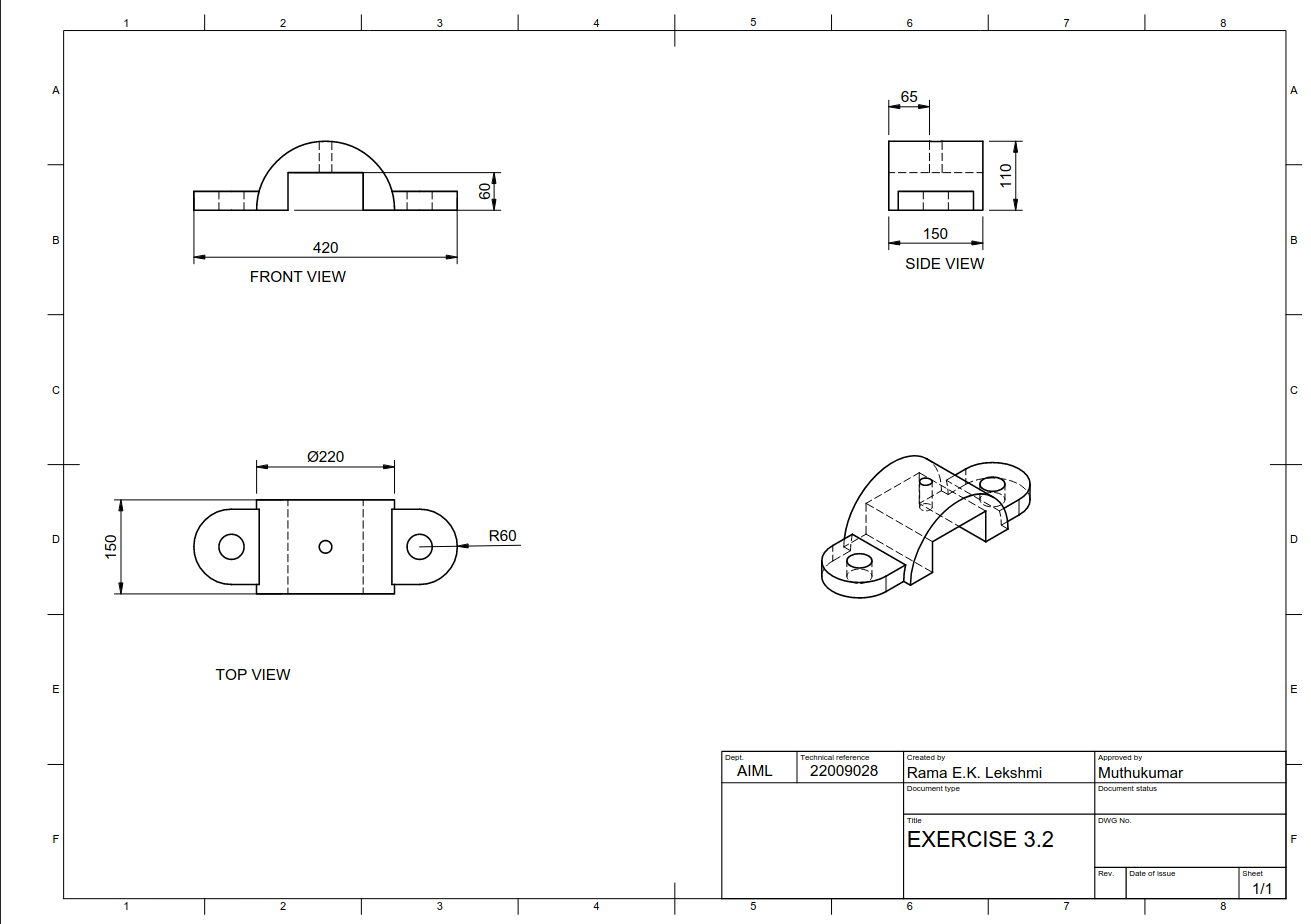 1 2 3 4 5 6 7 8
A A
65
110
60
B B
150
420
SIDE VIEW
FRONT VIEW
C C
Ø220
R60
D D
150
TOP VIEW
E E
Dept. Technical reference Created by Approved by
AIML 22009028 Rama E.K. Lekshmi Muthukumar
Document type Document status
Title DWG No.
EXERCISE 3.2
F F
Rev. Date of issue Sheet
1/1
1 2 3 4 5 6 7 8